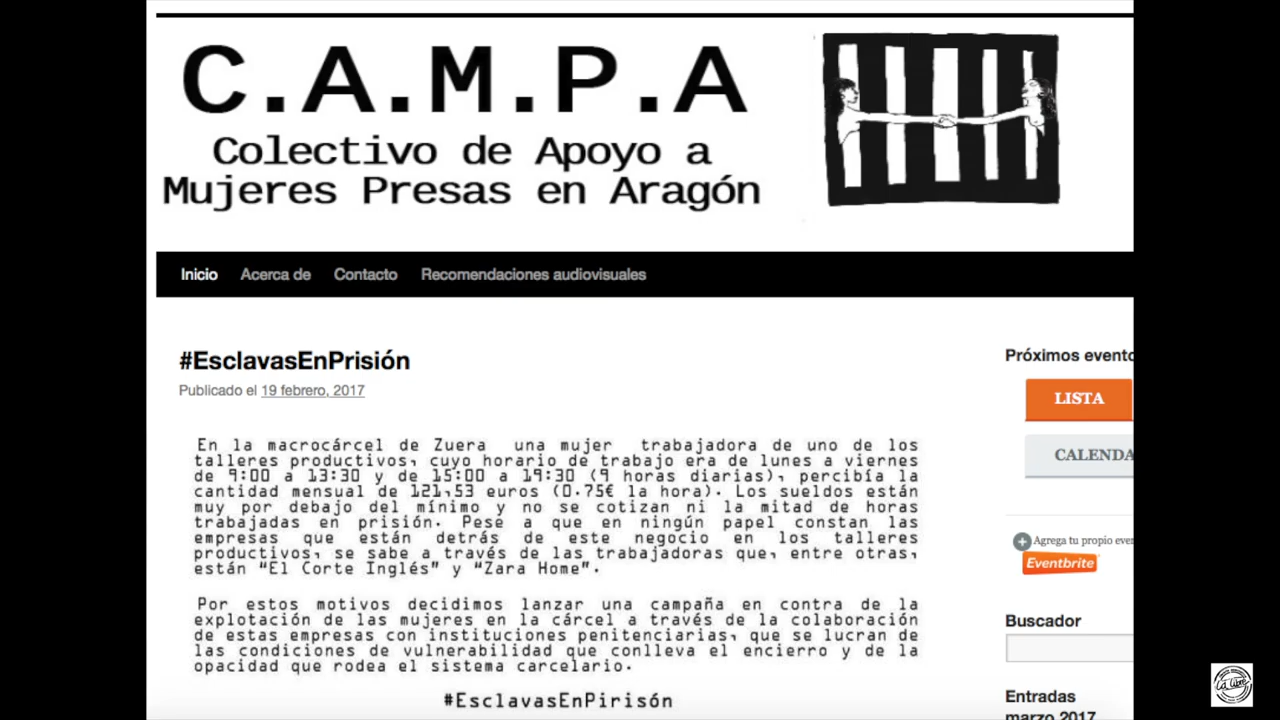 C.A.M.P.A
Colectivo de Apoyo a
Mujeres Presas en Aragón
Inicio Acerca de Contacto Recomendaciones audiovisuales
#EsclavasEnPrisión
Publicado el 19 febrero, 2017
En la macrocárcel de Zuera una mujer trabajadora de uno de los
talleres productivos, cuyo horario de trabajo era de lunes a viernes
de 9:00 a 13:30 y de 15:00 a 19:30 (9 horas diarias), percibía la
cantidad mensual de 121,53 euros (0.75€ la hora). Los sueldos están
muy por debajo del mínimo y no se cotizan ni la mitad de horas
trabajadas en prisión. Pese a que en ningún papel constan las
empresas que están detrás de este negocio en los talleres
productivos, se sabe a través de las trabajadoras que, entre otras,
están “El Corte Inglés” y “Zara Home”.
Por estos motivos decidimos lanzar una campaña en contra de la
explotación de las mujeres en la cárcel a través de la colaboración
de estas empresas con instituciones penitenciarias, que se lucran de
las condiciones de vulnerabilidad que conlleva el encierro y de la
opacidad que rodea el sistema carcelario.
#EsclavasEnPirisón
Próximos evento
LISTA
CALENDA
Agrega tu propio ever
Eventbrite
Buscador
Entradas
marzo 2017